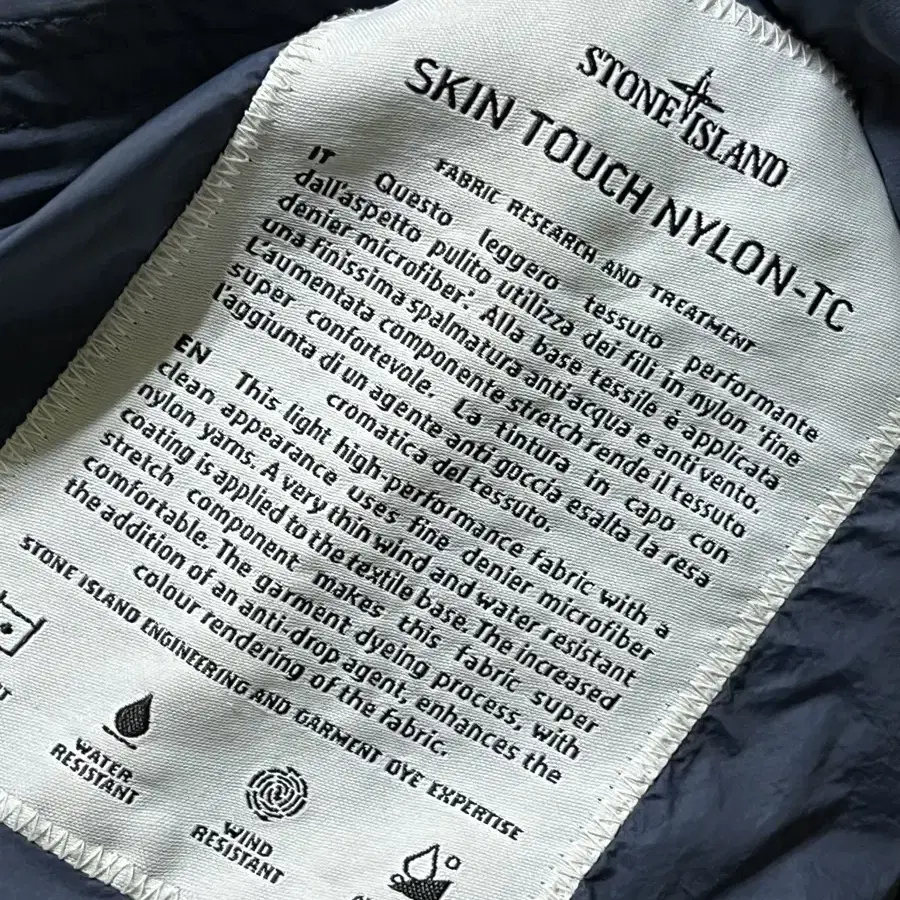 STONE ISLAND
SKIN TOUCH NYLON-TC
FABRIC RESEARCH AND TREATMENT
IT Questo leggero tessuto performante
dall'aspetto pulito utilizza dei fili in nylon 'fine
denier microfiber'. Alla base tessile è applicata
una finissima spalmatura anti acqua e anti vento.
L'aumentata componente stretch rende il tessuto
super confortevole. La tintura in capo con
l'aggiunta di un agente anti goccia esalta la resa
cromatica del tessuto.
EN This light high-performance fabric with a
clean appearance uses fine denier microfiber
nylon yarns. A very thin wind and water resistant
coating is applied to the textile base. The increased
stretch component makes this fabric super
comfortable. The garment dyeing process, with
the addition of an anti-drop agent, enhances the
colour rendering of the fabric.
STONE ISLAND ENGINEERING AND GARMENT DYE EXPERTISE
WATER
RESISTANT
WIND
RESISTANT